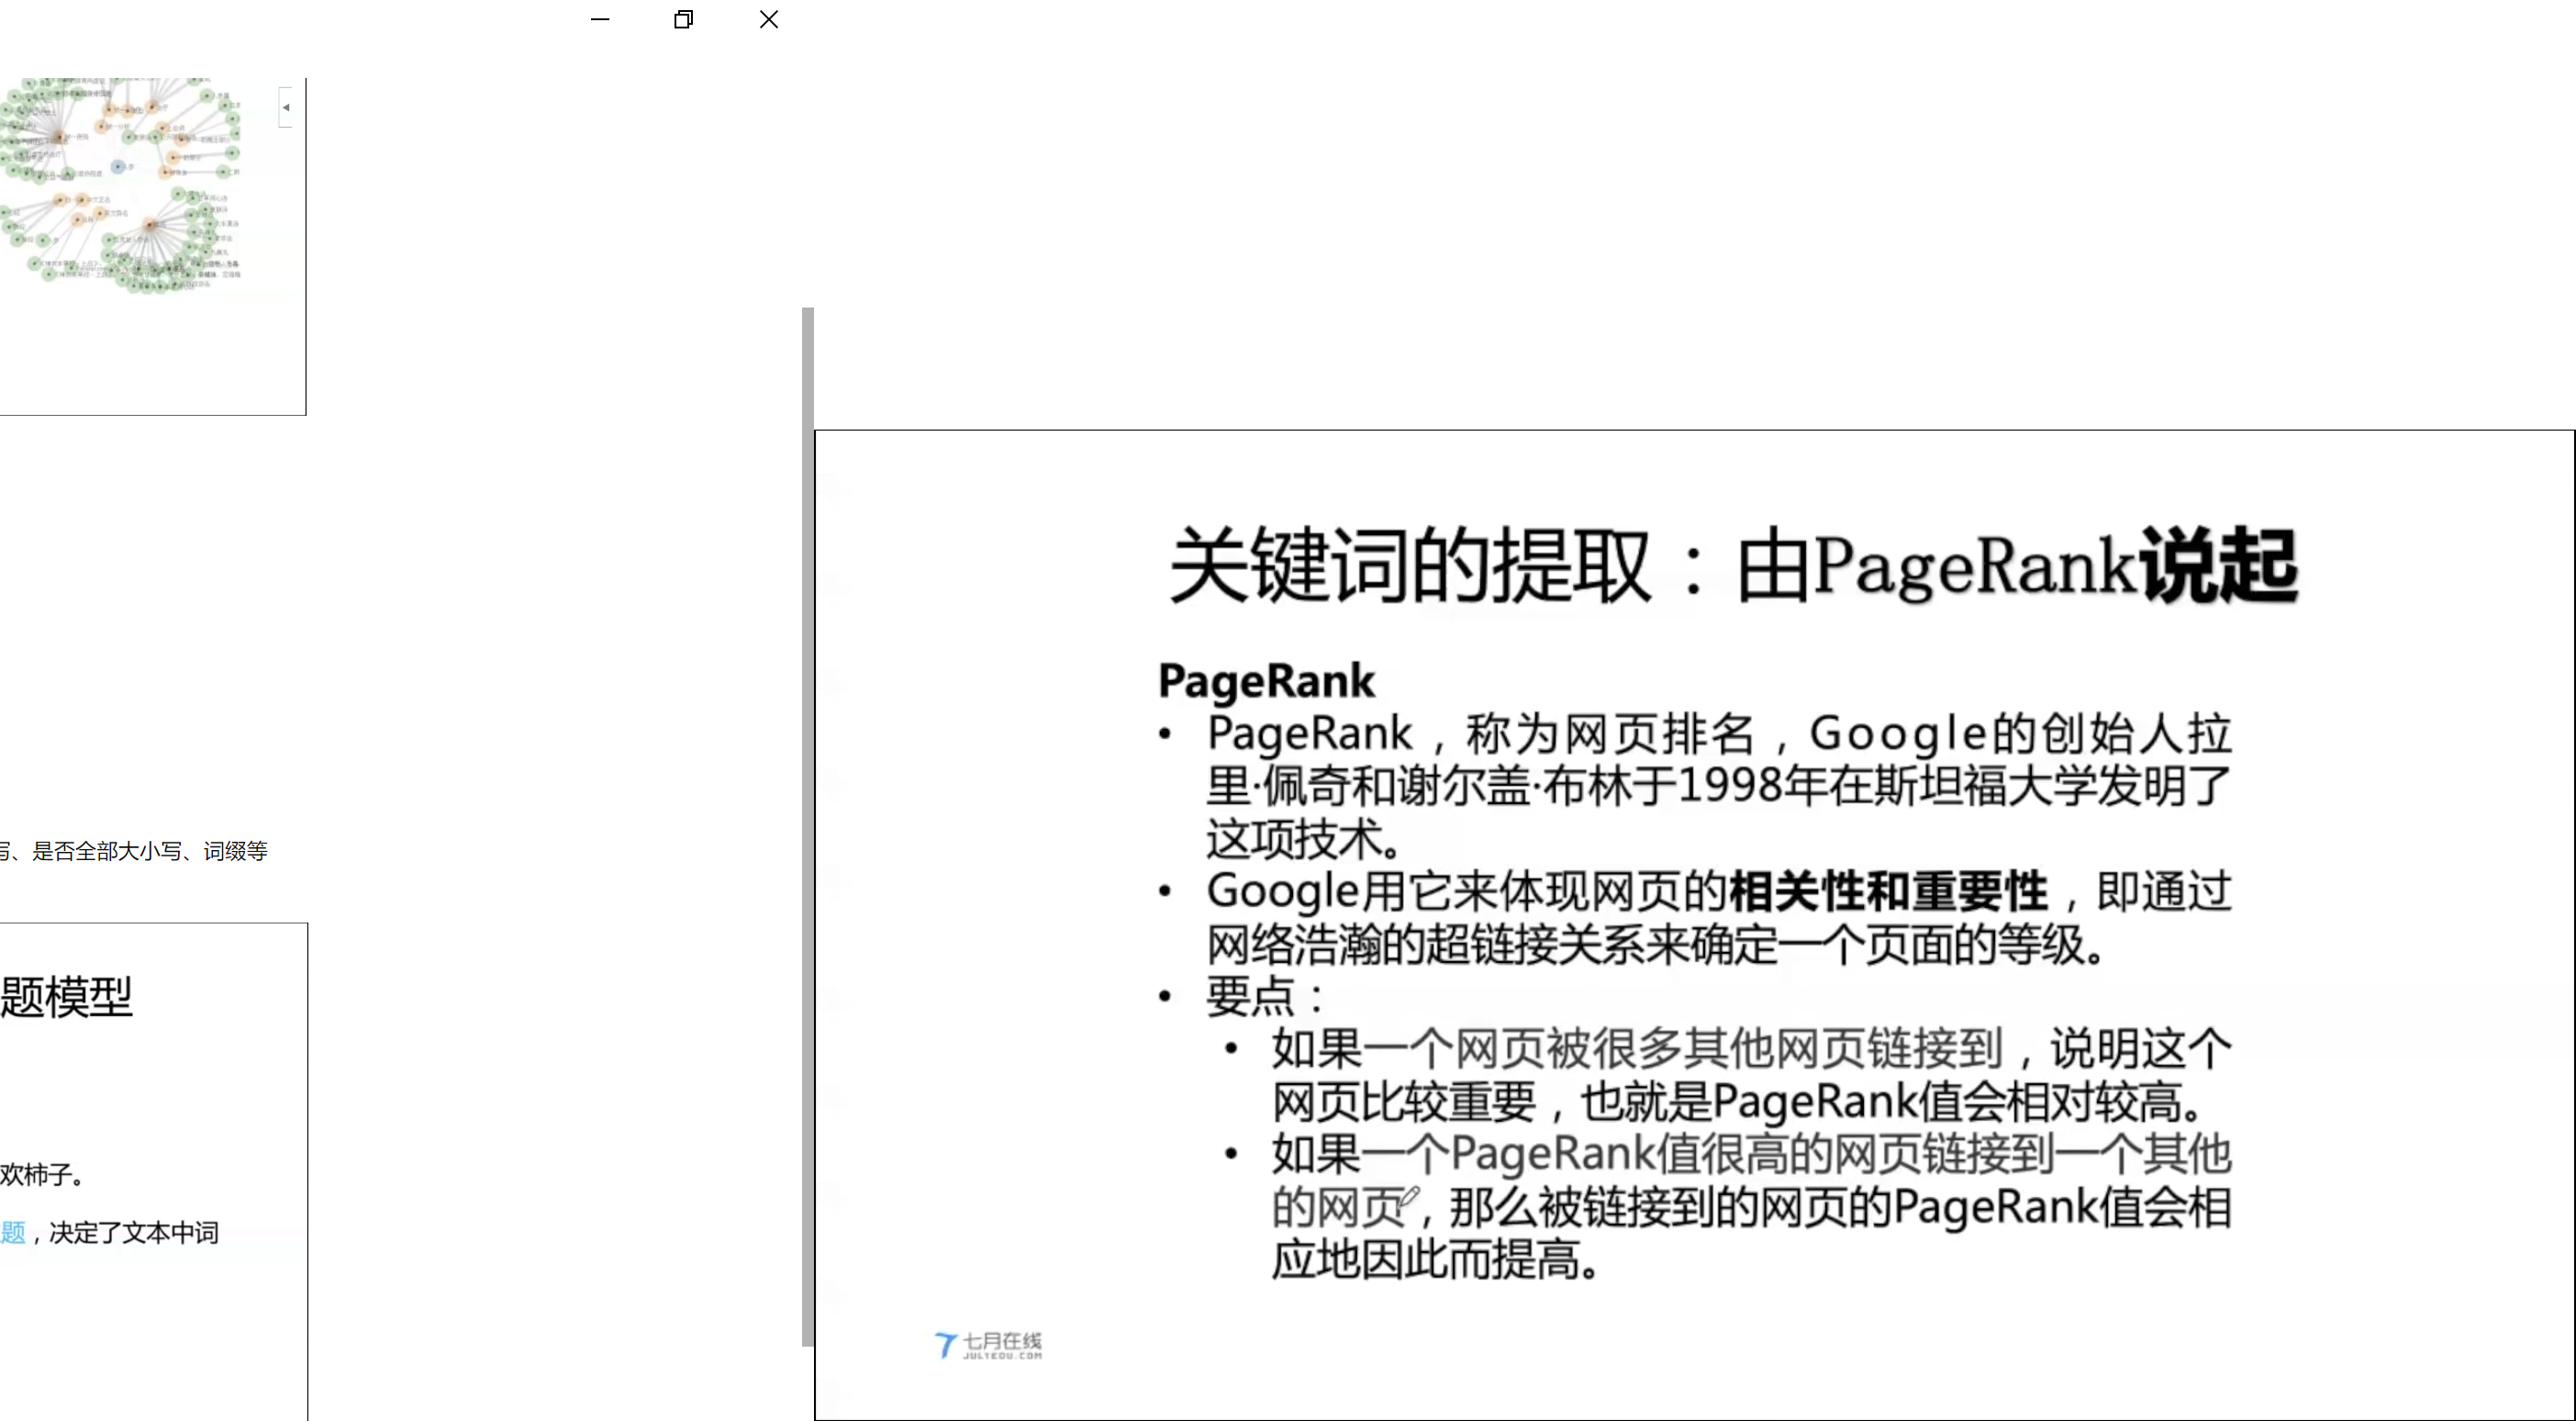 写、是否全部大小写、词缀等
题模型
欢柿子。
题，决定了文本中词
关键词的提取：由PageRank说起
PageRank
• PageRank，称为网页排名，Google的创始人拉
里·佩奇和谢尔盖·布林于1998年在斯坦福大学发明了
这项技术。
• Google用它来体现网页的相关性和重要性，即通过
网络浩瀚的超链接关系来确定一个页面的等级。
• 要点：
• 如果一个网页被很多其他网页链接到，说明这个
网页比较重要，也就是PageRank值会相对较高。
• 如果一个PageRank值很高的网页链接到一个其他
的网页，那么被链接到的网页的PageRank值会相
应地因此而提高。
七月在线
JULYEDU.COM